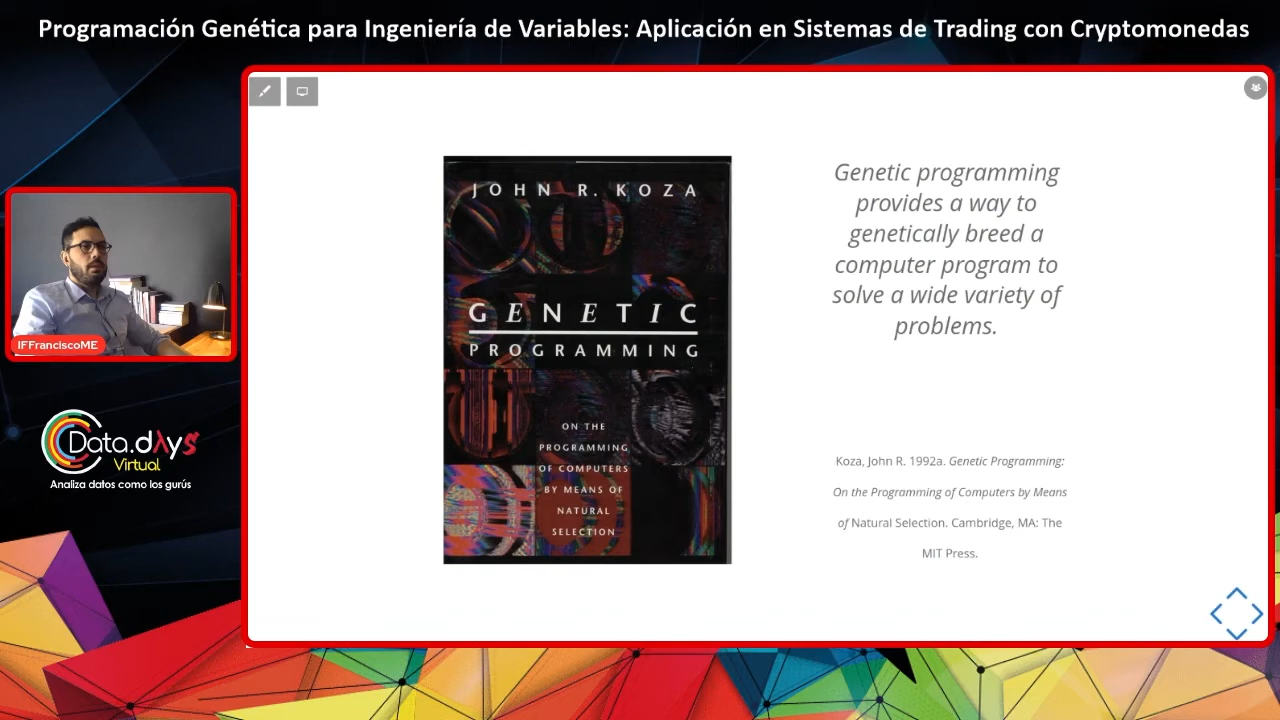 Programación Genética para Ingeniería de Variables: Aplicación en Sistemas de Trading con Cryptomonedas
JOHN R. KOZA
GENETIC
PROGRAMMING
ON THE
PROGRAMMING
OF COMPUTERS
BY MEANS OF
NATURAL
SELECTION
Genetic programming
provides a way to
genetically breed a
computer program to
solve a wide variety of
problems.
Koza, John R. 1992a. Genetic Programming:
On the Programming of Computers by Means
of Natural Selection. Cambridge, MA: The
MIT Press.
IFFranciscoME
Data.dAys
Virtual
Analiza datos como los gurús